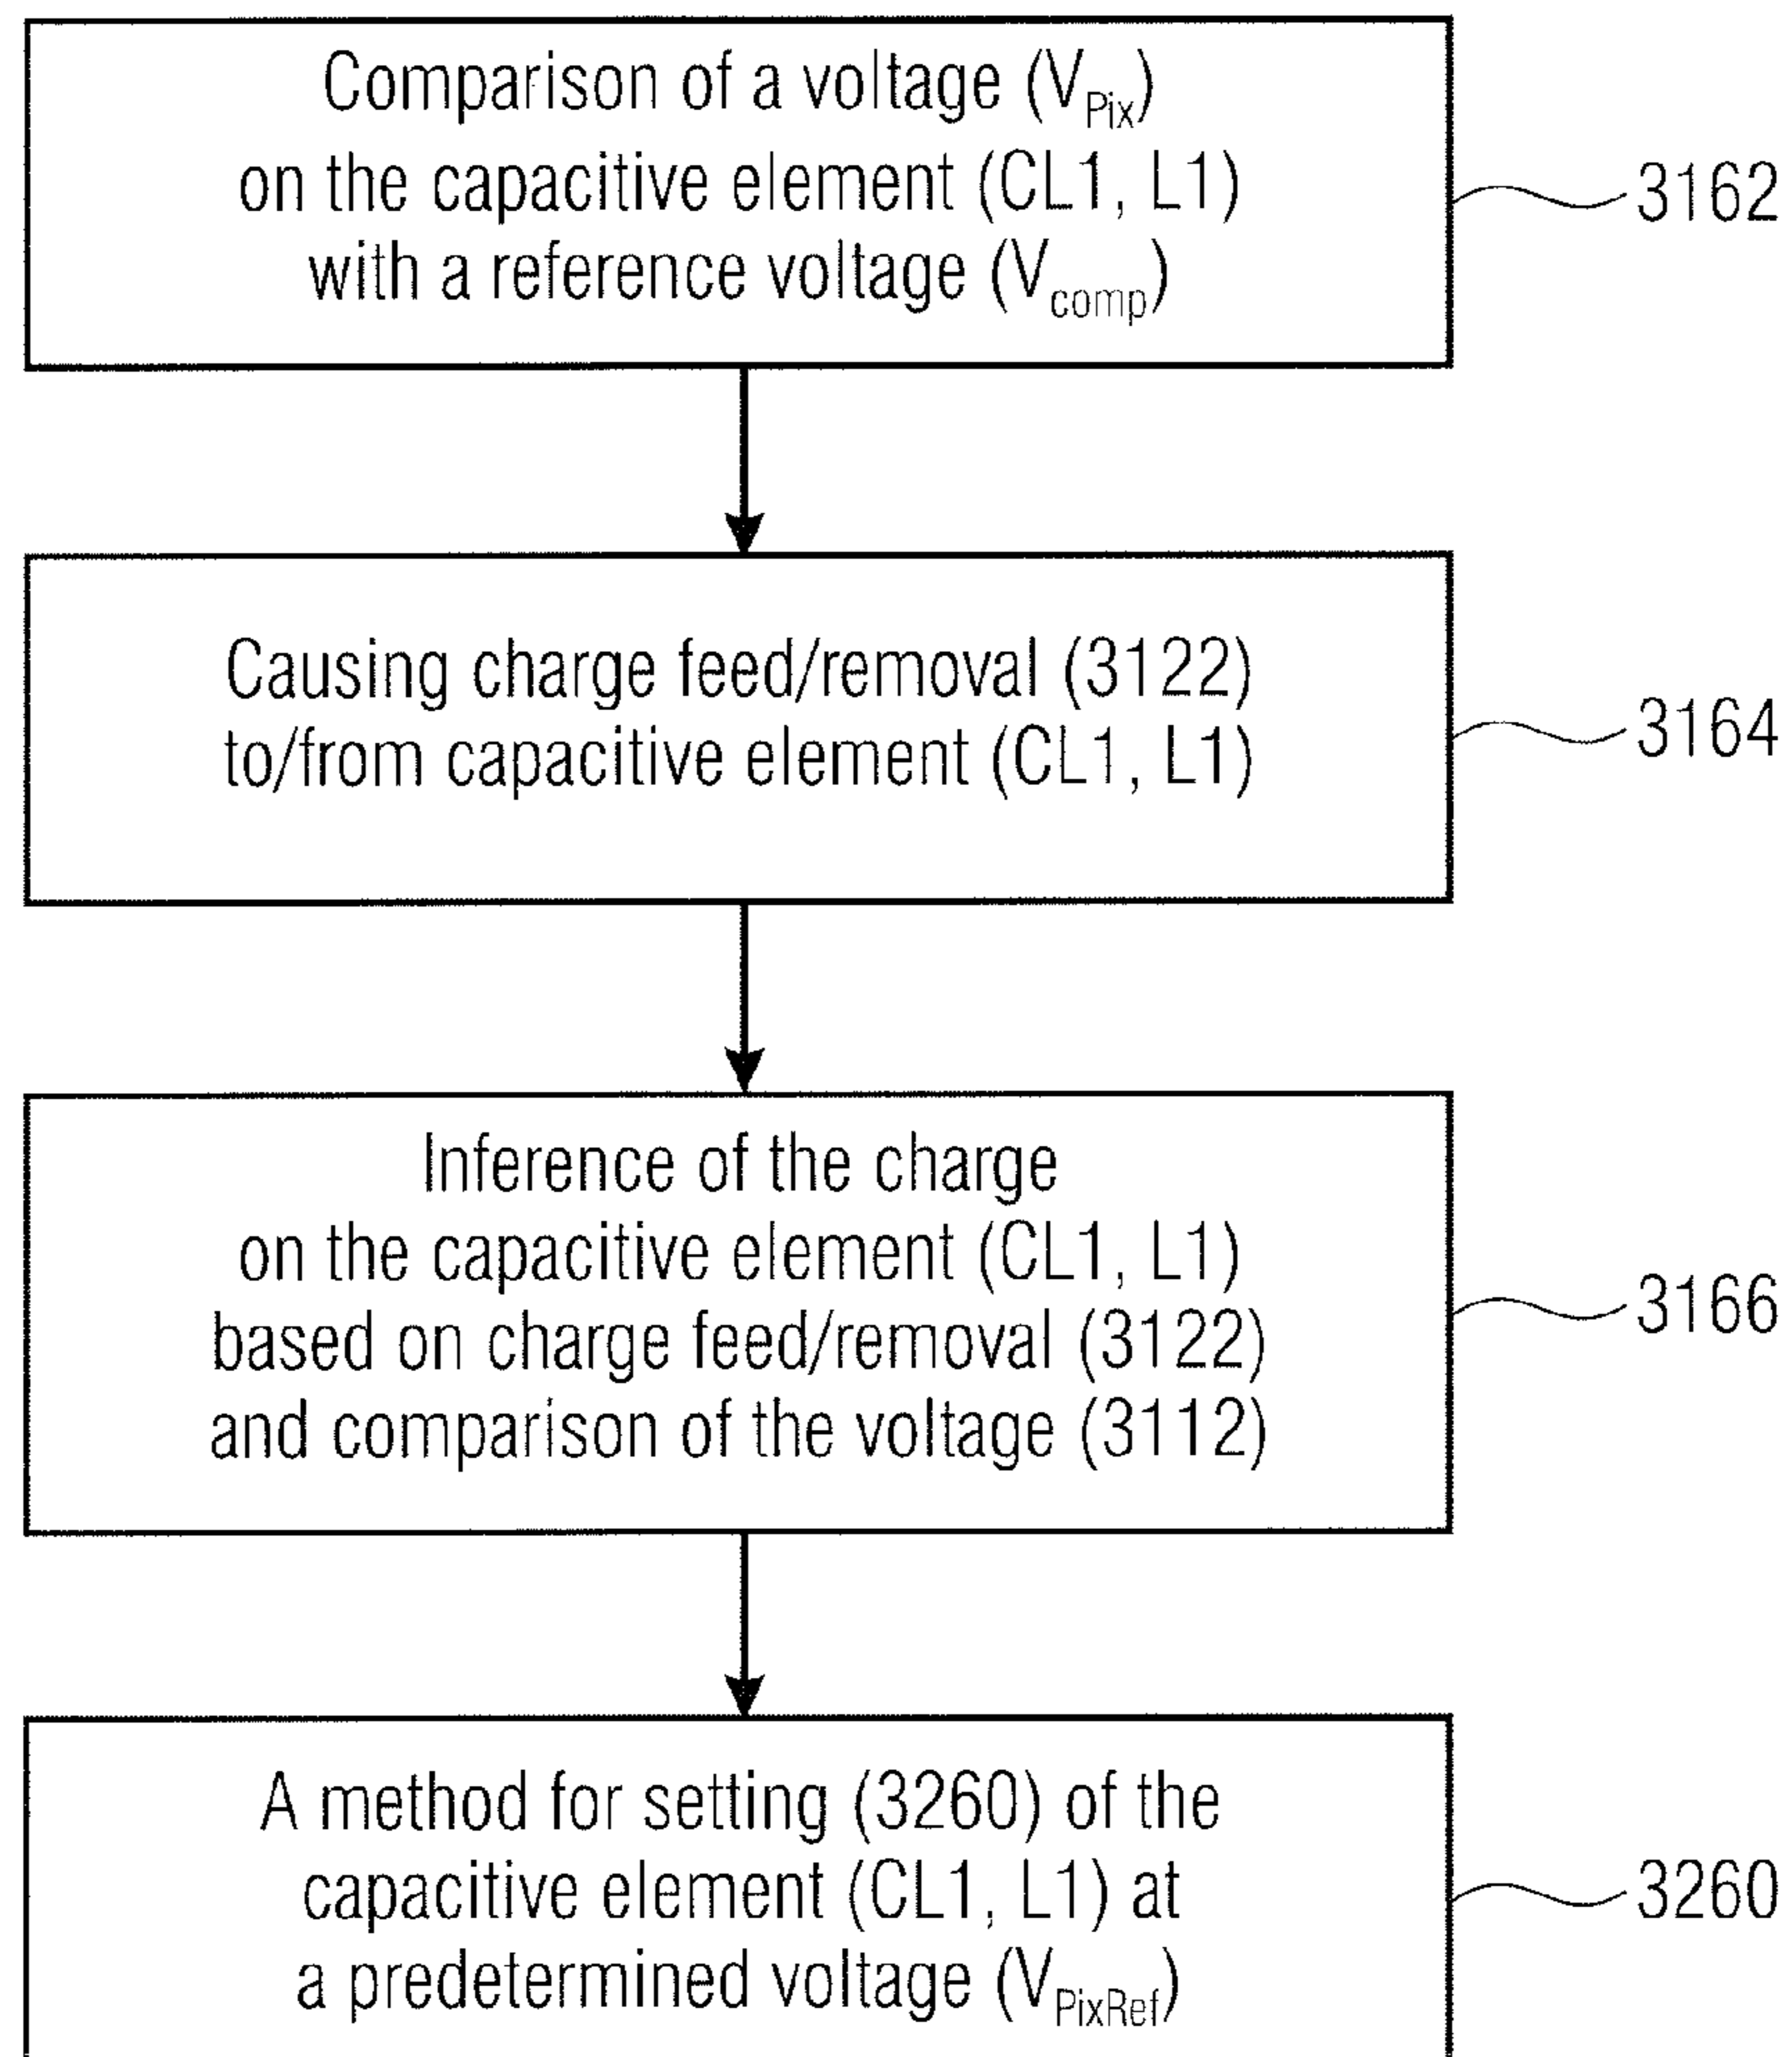 Comparison of a voltage (V_Pix)
on the capacitive element (CL1, L1)
with a reference voltage (V_comp)
3162
Causing charge feed/removal (3122)
to/from capacitive element (CL1, L1)
3164
Inference of the charge
on the capacitive element (CL1, L1)
based on charge feed/removal (3122)
and comparison of the voltage (3112)
3166
A method for setting (3260) of the
capacitive element (CL1, L1) at
a predetermined voltage (V_PixRef)
3260